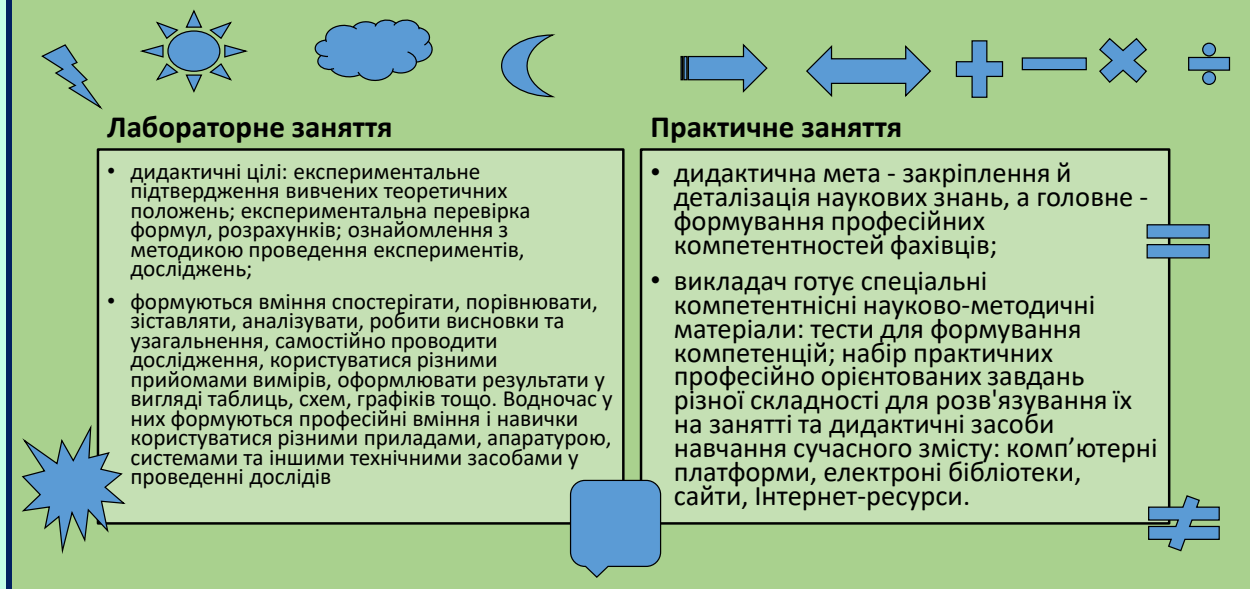 Лабораторне заняття
• дидактичні цілі: експериментальне
підтвердження вивчених теоретичних
положень; експериментальна перевірка
формул, розрахунків; ознайомлення з
методикою проведення експериментів,
досліджень;
• формуються вміння спостерігати, порівнювати,
зіставляти, аналізувати, робити висновки та
узагальнення, самостійно проводити
дослідження, користуватися різними
прийомами вимірів, оформлювати результати у
вигляді таблиць, схем, графіків тощо. Водночас у
них формуються професійні вміння і навички
користуватися різними приладами, апаратурою,
системами та іншими технічними засобами у
проведенні дослідів
Практичне заняття
• дидактична мета - закріплення й
деталізація наукових знань, а головне -
формування професійних
компетентностей фахівців;
• викладач готує спеціальні
компетентнісні науково-методичні
матеріали: тести для формування
компетенцій; набір практичних
професійно орієнтованих завдань
різної складності для розв'язування їх
на занятті та дидактичні засоби
навчання сучасного змісту: комп’ютерні
платформи, електроні бібліотеки,
сайти, Інтернет-ресурси.